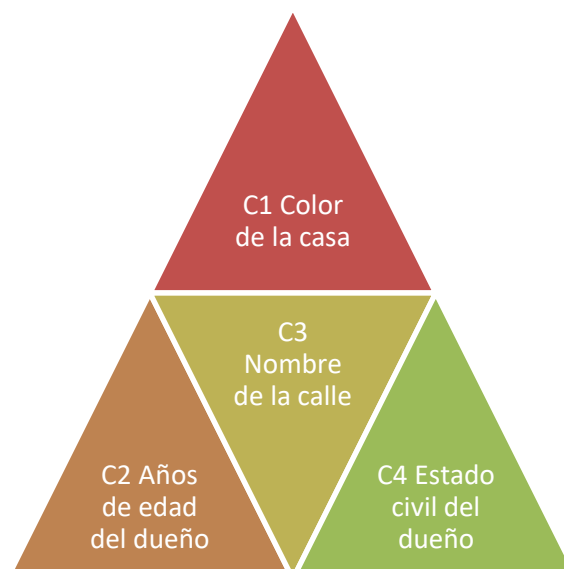 C1 Color
de la casa
C3
Nombre
de la calle
C2 Años
de edad
del dueño
C4 Estado
civil del
dueño